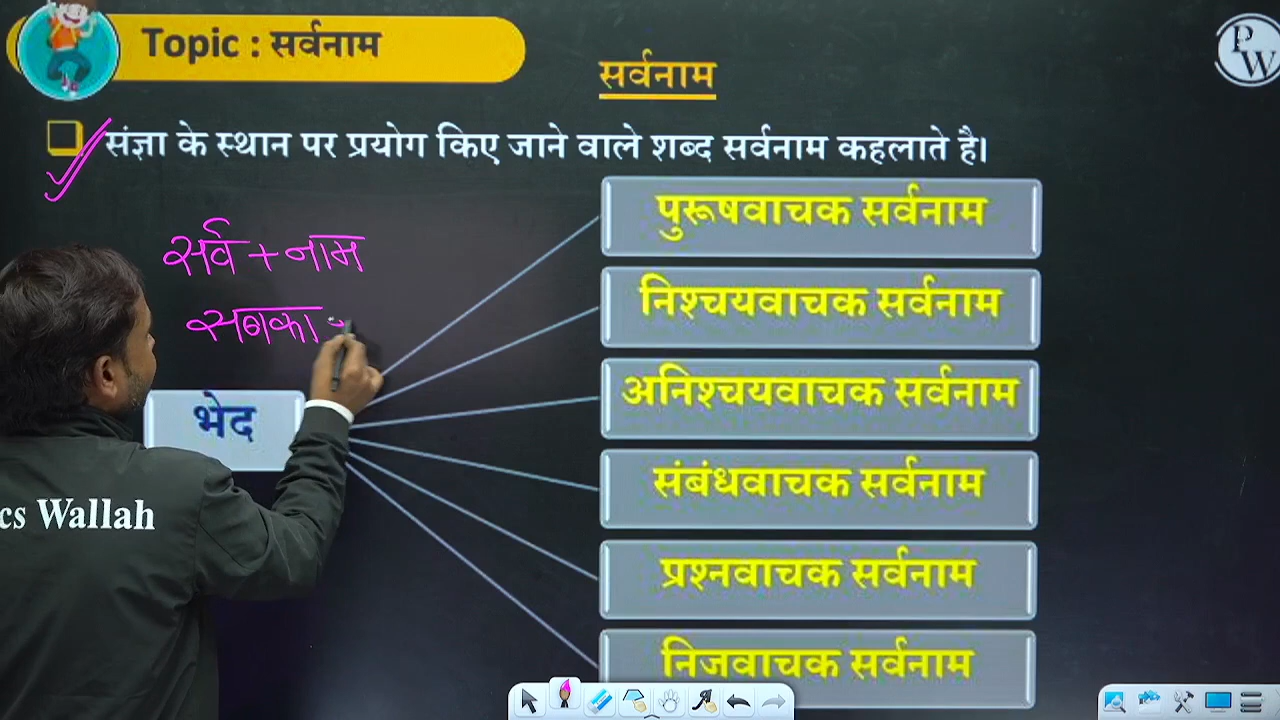 Topic : सर्वनाम
PW
सर्वनाम
संज्ञा के स्थान पर प्रयोग किए जाने वाले शब्द सर्वनाम कहलाते है।
सर्व + नाम
सबका
भेद
पुरूषवाचक सर्वनाम
निश्चयवाचक सर्वनाम
अनिश्चयवाचक सर्वनाम
संबंधवाचक सर्वनाम
प्रश्नवाचक सर्वनाम
निजवाचक सर्वनाम
cs Wallah